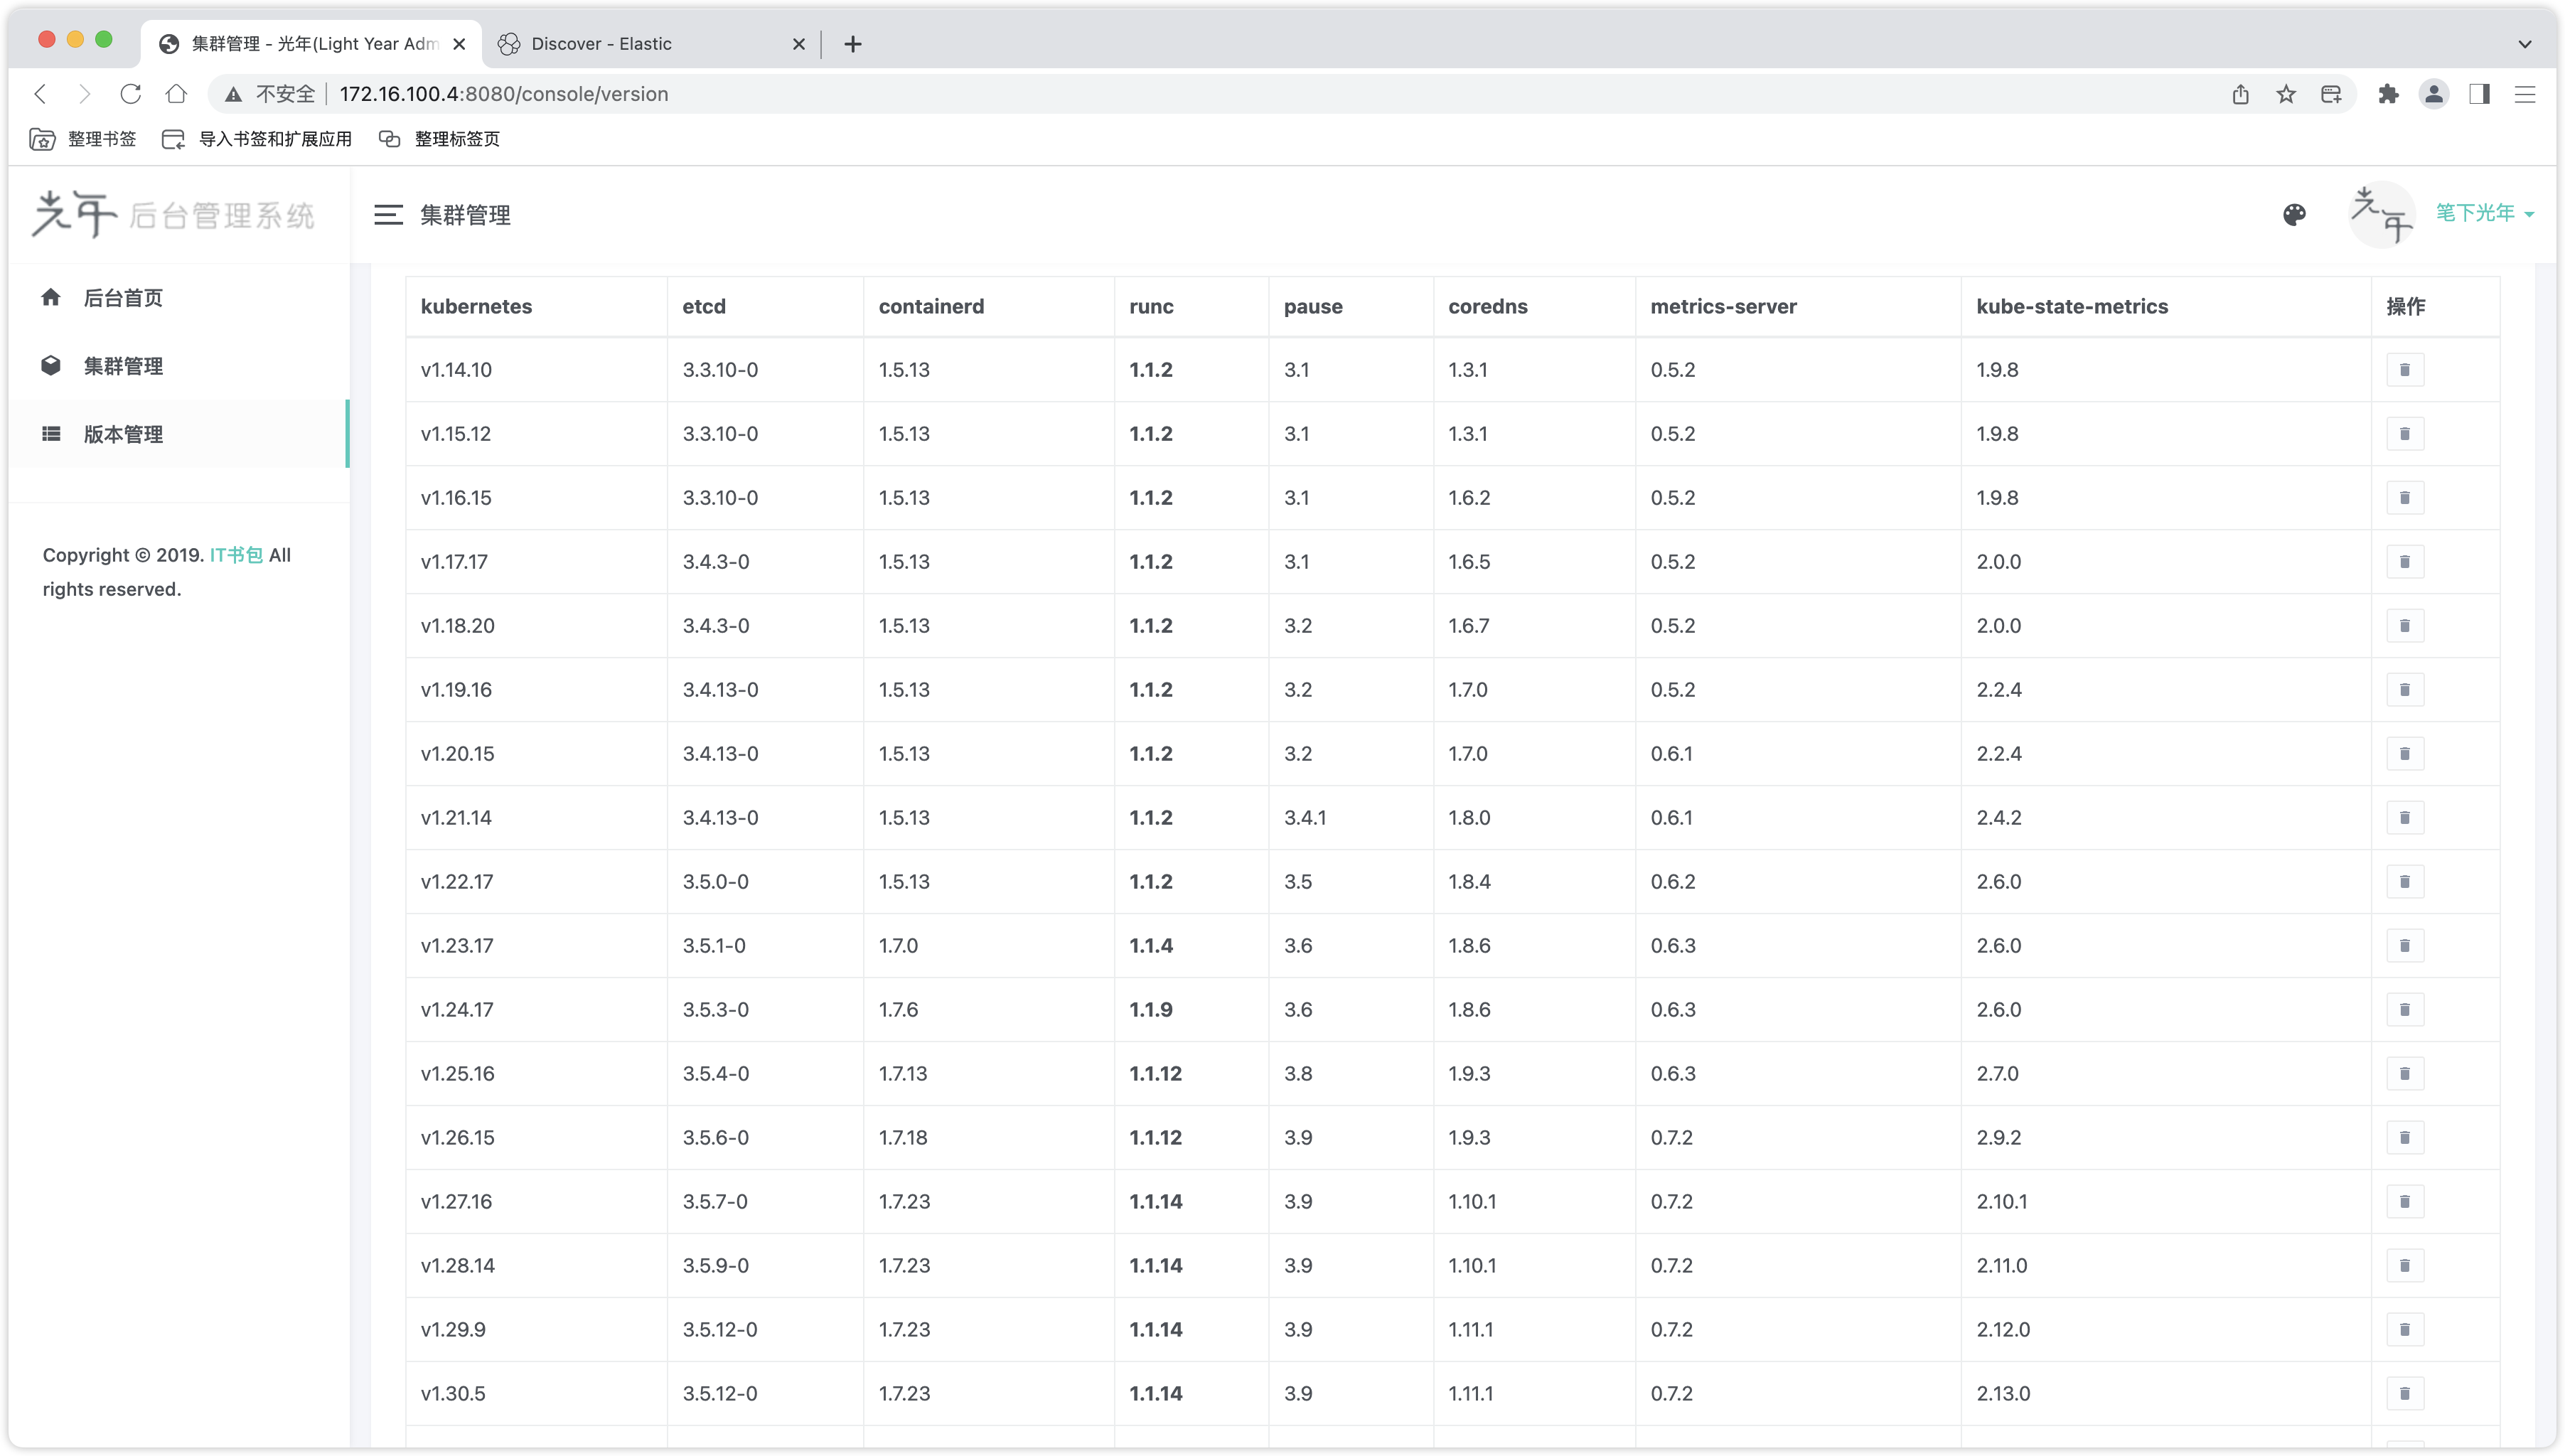 集群管理 - 光年(Light Year Adm
Discover - Elastic
不安全 172.16.100.4:8080/console/version
整理书签 导入书签和扩展应用 整理标签页
光年 后台管理系统
集群管理
光年
笔下光年
后台首页
集群管理
版本管理
Copyright © 2019. IT书包 All
rights reserved.
kubernetes etcd containerd runc pause coredns metrics-server kube-state-metrics 操作
v1.14.10 3.3.10-0 1.5.13 1.1.2 3.1 1.3.1 0.5.2 1.9.8
v1.15.12 3.3.10-0 1.5.13 1.1.2 3.1 1.3.1 0.5.2 1.9.8
v1.16.15 3.3.10-0 1.5.13 1.1.2 3.1 1.6.2 0.5.2 1.9.8
v1.17.17 3.4.3-0 1.5.13 1.1.2 3.1 1.6.5 0.5.2 2.0.0
v1.18.20 3.4.3-0 1.5.13 1.1.2 3.2 1.6.7 0.5.2 2.0.0
v1.19.16 3.4.13-0 1.5.13 1.1.2 3.2 1.7.0 0.5.2 2.2.4
v1.20.15 3.4.13-0 1.5.13 1.1.2 3.2 1.7.0 0.6.1 2.2.4
v1.21.14 3.4.13-0 1.5.13 1.1.2 3.4.1 1.8.0 0.6.1 2.4.2
v1.22.17 3.5.0-0 1.5.13 1.1.2 3.5 1.8.4 0.6.2 2.6.0
v1.23.17 3.5.1-0 1.7.0 1.1.4 3.6 1.8.6 0.6.3 2.6.0
v1.24.17 3.5.3-0 1.7.6 1.1.9 3.6 1.8.6 0.6.3 2.6.0
v1.25.16 3.5.4-0 1.7.13 1.1.12 3.8 1.9.3 0.6.3 2.7.0
v1.26.15 3.5.6-0 1.7.18 1.1.12 3.9 1.9.3 0.7.2 2.9.2
v1.27.16 3.5.7-0 1.7.23 1.1.14 3.9 1.10.1 0.7.2 2.10.1
v1.28.14 3.5.9-0 1.7.23 1.1.14 3.9 1.10.1 0.7.2 2.11.0
v1.29.9 3.5.12-0 1.7.23 1.1.14 3.9 1.11.1 0.7.2 2.12.0
v1.30.5 3.5.12-0 1.7.23 1.1.14 3.9 1.11.1 0.7.2 2.13.0